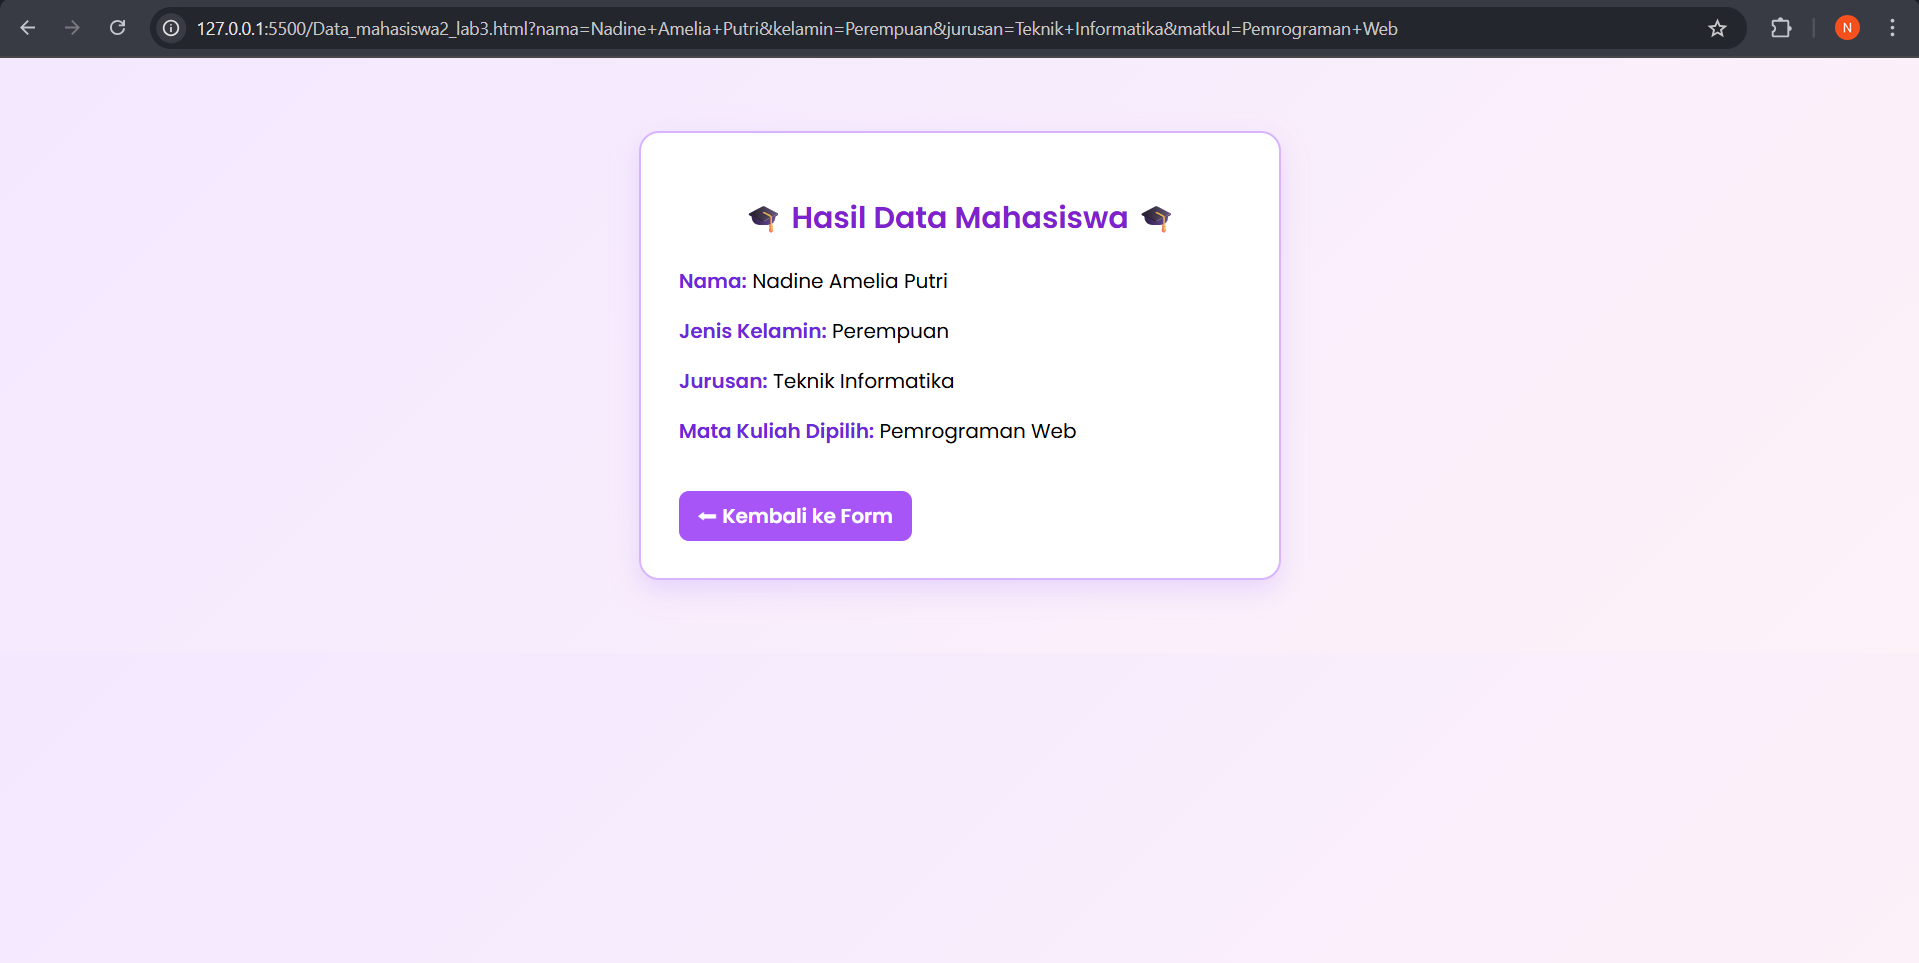 127.0.0.1:5500/Data_mahasiswa2_lab3.html?nama=Nadine+Amelia+Putri&kelamin=Perempuan&jurusan=Teknik+Informatika&matkul=Pemrograman+Web
N
🎓 Hasil Data Mahasiswa 🎓
Nama: Nadine Amelia Putri
Jenis Kelamin: Perempuan
Jurusan: Teknik Informatika
Mata Kuliah Dipilih: Pemrograman Web
⬅ Kembali ke Form